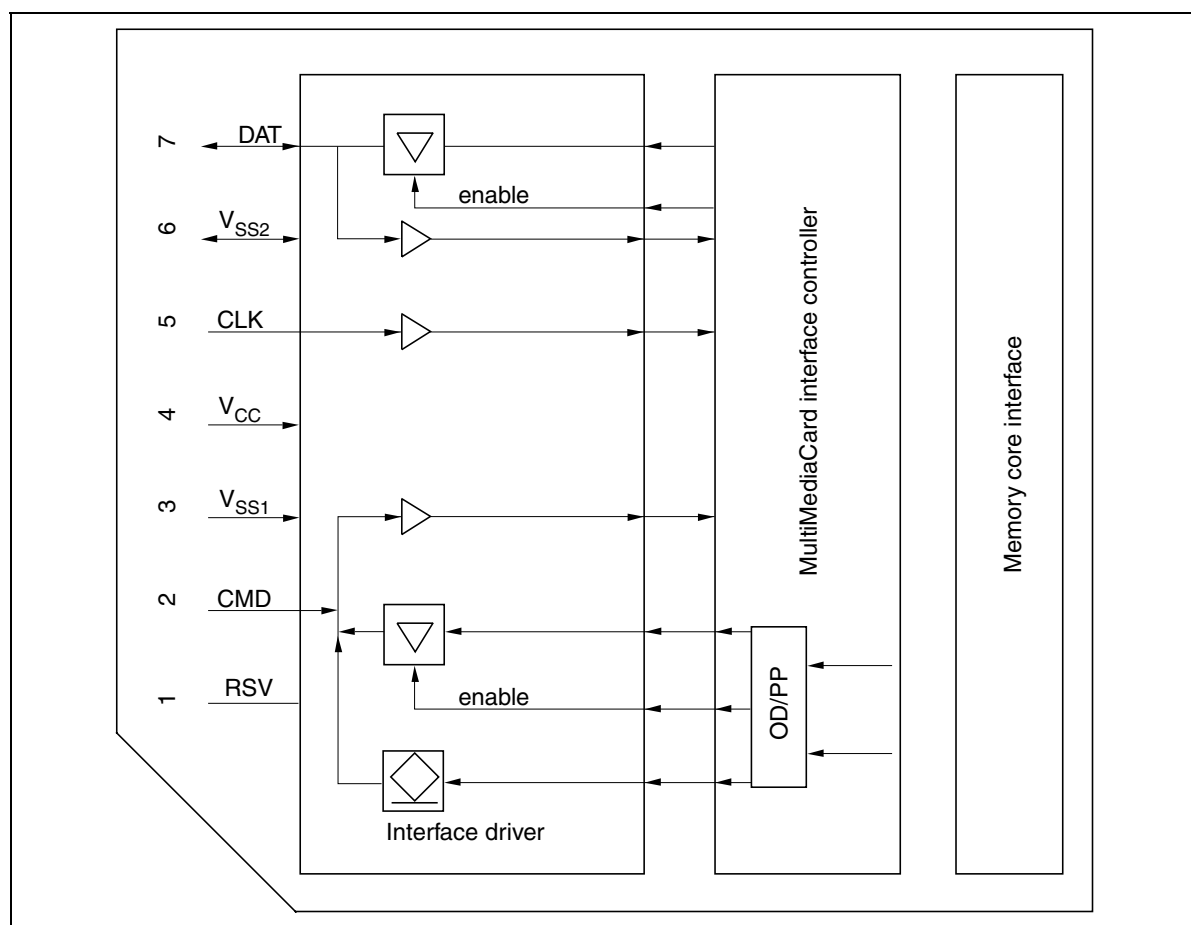 7 DAT
enable
6 VSS2
5 CLK
4 VCC
3 VSS1
2 CMD
enable
1 RSV
Interface driver
OD/PP
MultiMediaCard interface controller
Memory core interface